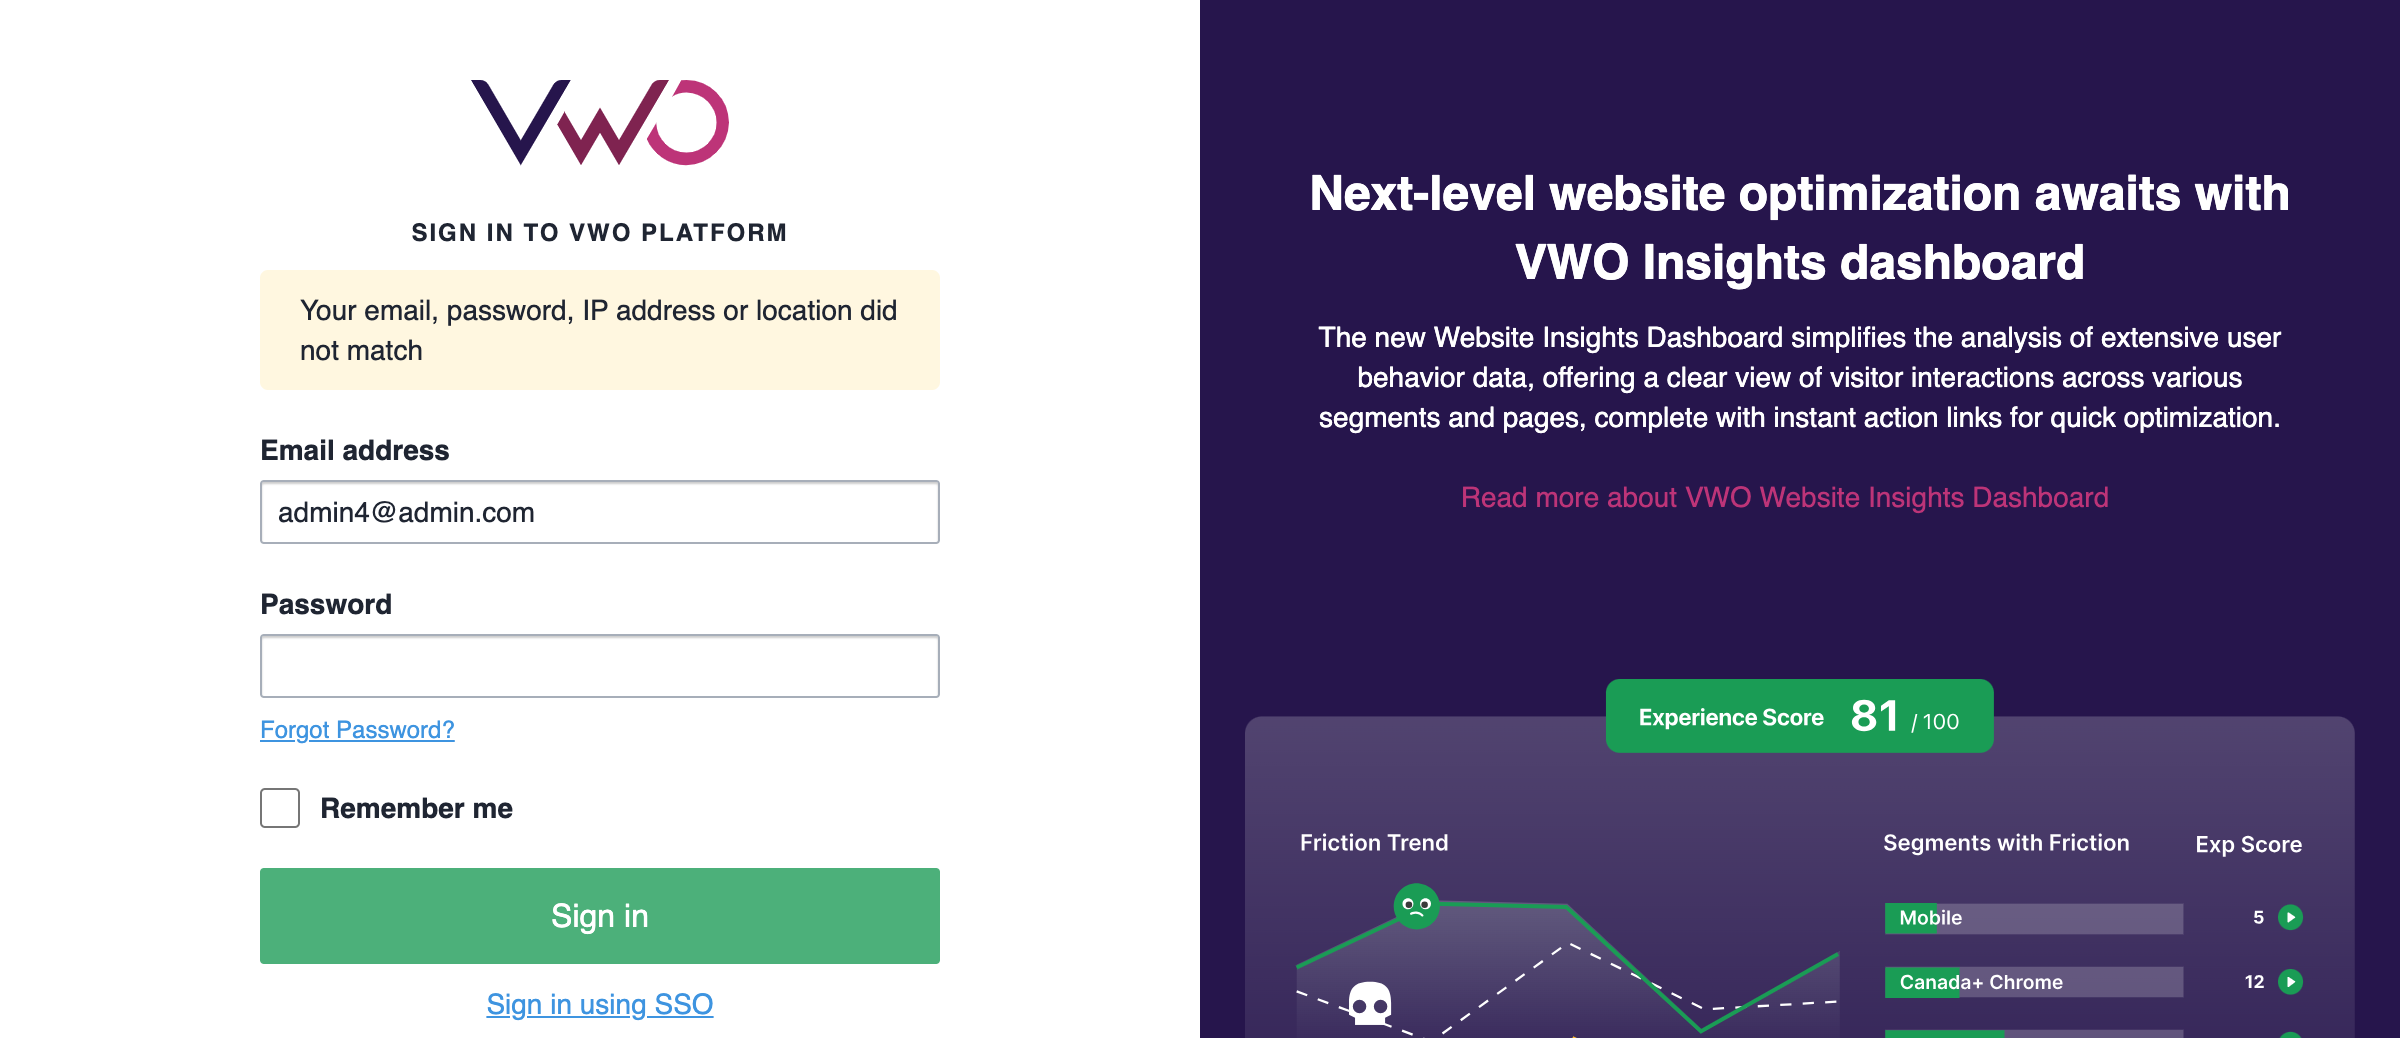 VWO
SIGN IN TO VWO PLATFORM
Your email, password, IP address or location did
not match
Email address
admin4@admin.com
Password
Forgot Password?
Remember me
Sign in
Sign in using SSO
Next-level website optimization awaits with
VWO Insights dashboard
The new Website Insights Dashboard simplifies the analysis of extensive user
behavior data, offering a clear view of visitor interactions across various
segments and pages, complete with instant action links for quick optimization.
Read more about VWO Website Insights Dashboard
Experience Score 81 / 100
Friction Trend
Segments with Friction Exp Score
Mobile 5
Canada+ Chrome 12